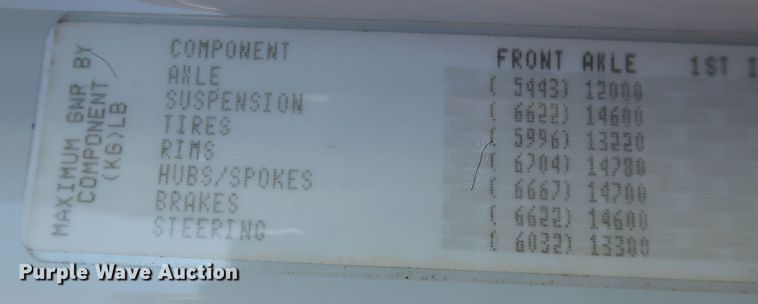 MAXIMUM GWR BY
COMPONENT
(KG)LB
COMPONENT FRONT AXLE 1ST I
AXLE ( 5443) 12000
SUSPENSION ( 6622) 14600
TIRES ( 5996) 13220
RIMS ( 6704) 14780
HUBS/SPOKES ( 6667) 14700
BRAKES ( 6622) 14600
STEERING ( 6032) 13300
Purple Wave Auction